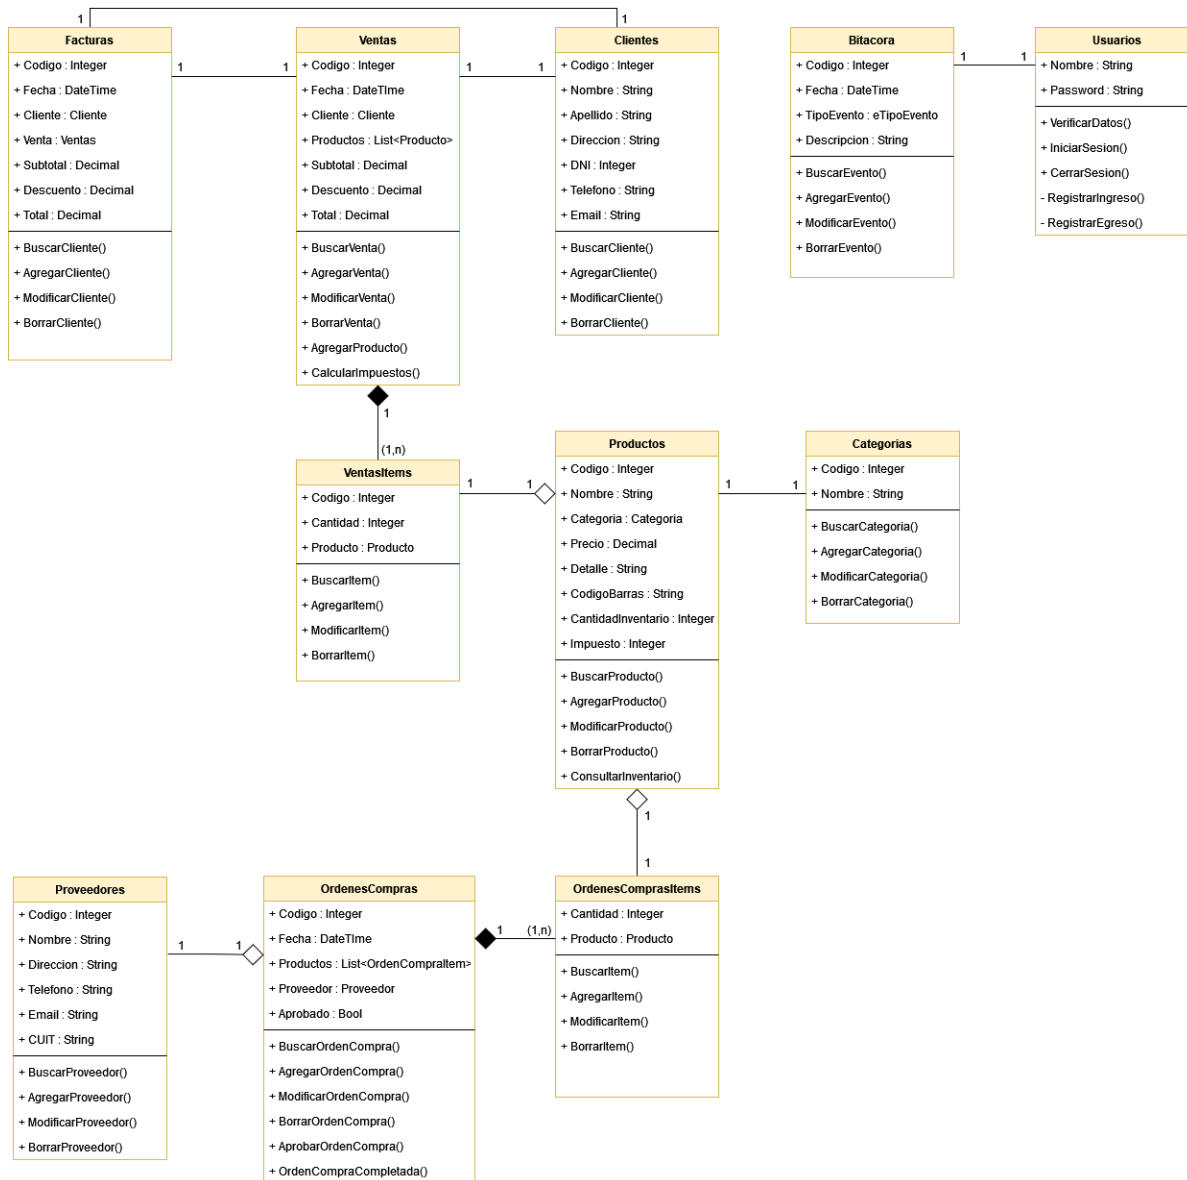 1
1
Facturas
+ Codigo : Integer
+ Fecha : DateTime
+ Cliente : Cliente
+ Venta : Ventas
+ Subtotal : Decimal
+ Descuento : Decimal
+ Total : Decimal
+ BuscarCliente()
+ AgregarCliente()
+ ModificarCliente()
+ BorrarCliente()
1
1
Ventas
+ Codigo : Integer
+ Fecha : DateTIme
+ Cliente : Cliente
+ Productos : List<Producto>
+ Subtotal : Decimal
+ Descuento : Decimal
+ Total : Decimal
+ BuscarVenta()
+ AgregarVenta()
+ ModificarVenta()
+ BorrarVenta()
+ AgregarProducto()
+ CalcularImpuestos()
1
1
Clientes
+ Codigo : Integer
+ Nombre : String
+ Apellido : String
+ Direccion : String
+ DNI : Integer
+ Telefono : String
+ Email : String
+ BuscarCliente()
+ AgregarCliente()
+ ModificarCliente()
+ BorrarCliente()
Bitacora
+ Codigo : Integer
+ Fecha : DateTime
+ TipoEvento : eTipoEvento
+ Descripcion : String
+ BuscarEvento()
+ AgregarEvento()
+ ModificarEvento()
+ BorrarEvento()
1
1
Usuarios
+ Nombre : String
+ Password : String
+ VerificarDatos()
+ IniciarSesion()
+ CerrarSesion()
- RegistrarIngreso()
- RegistrarEgreso()
1
(1,n)
VentasItems
+ Codigo : Integer
+ Cantidad : Integer
+ Producto : Producto
+ BuscarItem()
+ AgregarItem()
+ ModificarItem()
+ BorrarItem()
1
1
Productos
+ Codigo : Integer
+ Nombre : String
+ Categoria : Categoria
+ Precio : Decimal
+ Detalle : String
+ CodigoBarras : String
+ CantidadInventario : Integer
+ Impuesto : Integer
+ BuscarProducto()
+ AgregarProducto()
+ ModificarProducto()
+ BorrarProducto()
+ ConsultarInventario()
1
1
Categorias
+ Codigo : Integer
+ Nombre : String
+ BuscarCategoria()
+ AgregarCategoria()
+ ModificarCategoria()
+ BorrarCategoria()
1
1
Proveedores
+ Codigo : Integer
+ Nombre : String
+ Direccion : String
+ Telefono : String
+ Email : String
+ CUIT : String
+ BuscarProveedor()
+ AgregarProveedor()
+ ModificarProveedor()
+ BorrarProveedor()
1
1
OrdenesCompras
+ Codigo : Integer
+ Fecha : DateTIme
+ Productos : List<OrdenCompraItem>
+ Proveedor : Proveedor
+ Aprobado : Bool
+ BuscarOrdenCompra()
+ AgregarOrdenCompra()
+ ModificarOrdenCompra()
+ BorrarOrdenCompra()
+ AprobarOrdenCompra()
+ OrdenCompraCompletada()
1
(1,n)
OrdenesComprasItems
+ Cantidad : Integer
+ Producto : Producto
+ BuscarItem()
+ AgregarItem()
+ ModificarItem()
+ BorrarItem()